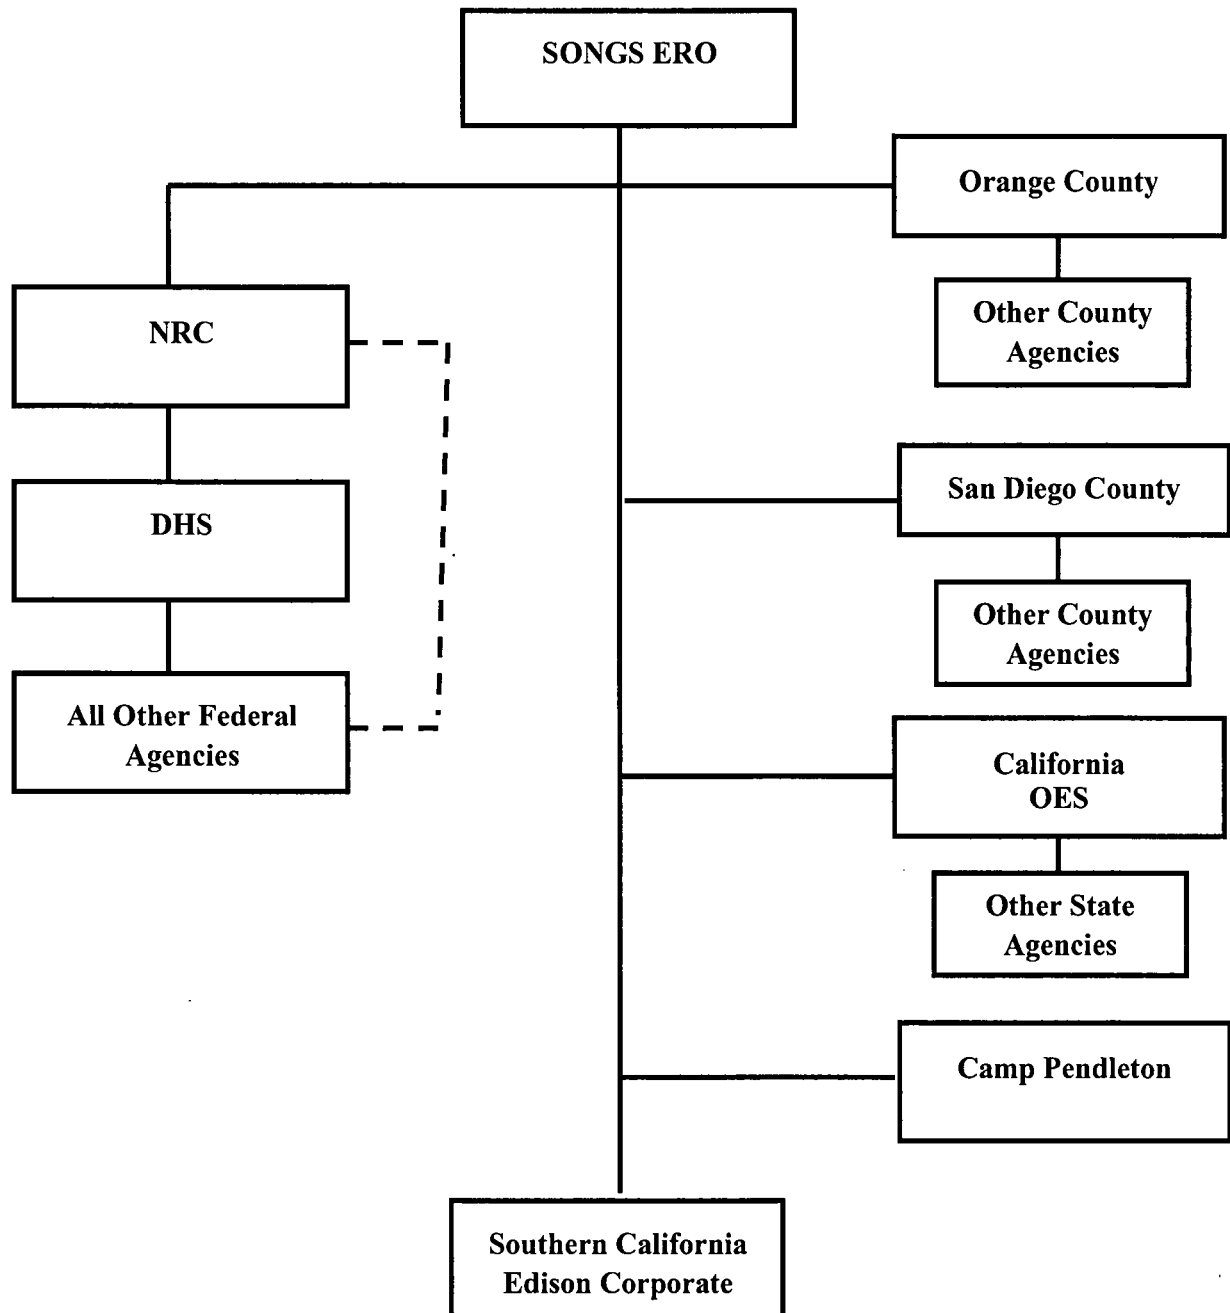 SONGS ERO
Orange County
Other County
Agencies
NRC
San Diego County
DHS
Other County
Agencies
All Other Federal
Agencies
California
OES
Other State
Agencies
Camp Pendleton
Southern California
Edison Corporate